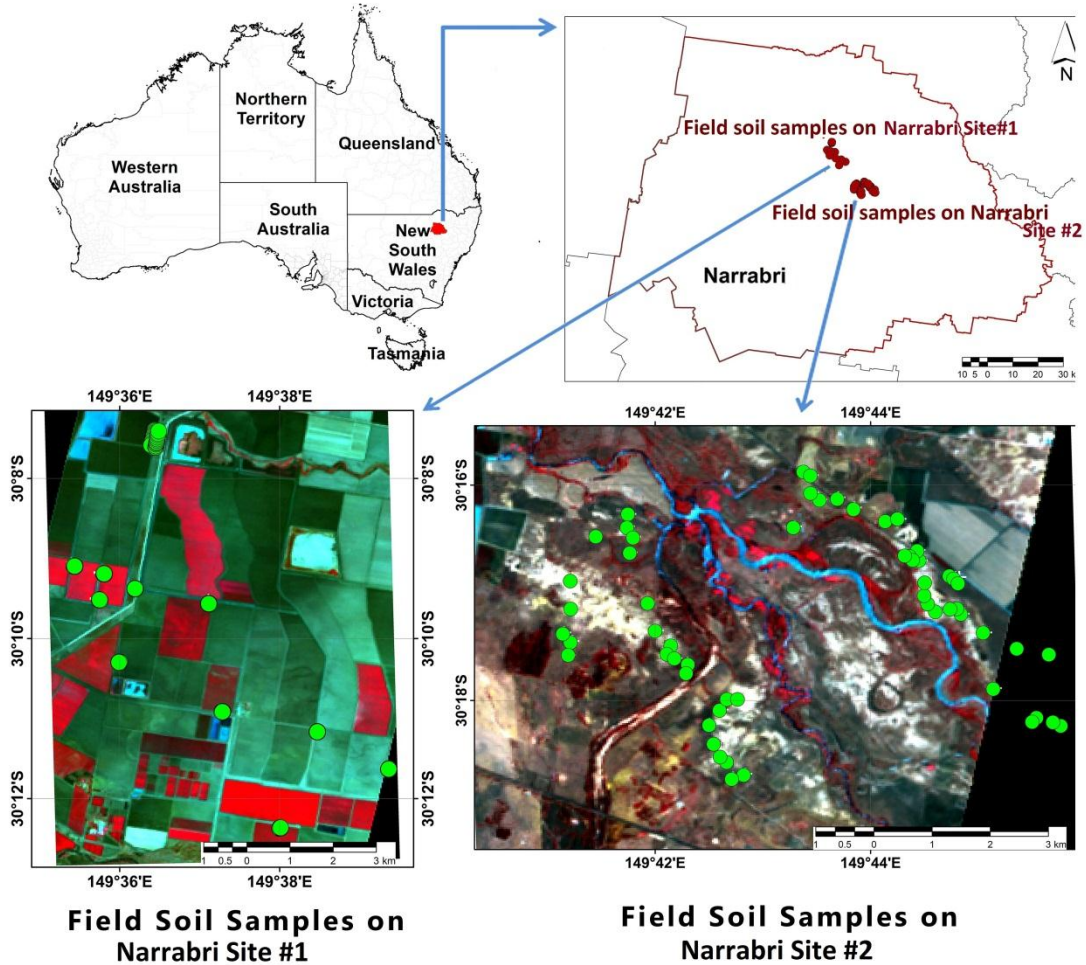 Northern
Territory
Queensland
Western
Australia
South
Australia
New
South
Wales
Victoria
Tasmania
N
Field soil samples on Narrabri Site#1
Field soil samples on Narrabri
Site #2
Narrabri
10 5 0 10 20 30 k
149°36'E 149°38'E
30°8'S 30°8'S
30°10'S 30°10'S
30°12'S 30°12'S
1 0.5 0 1 2 3 km
149°36'E 149°38'E
Field Soil Samples on
Narrabri Site #1
149°42'E 149°44'E
30°16'S
30°18'S
1 0.5 0 1 2 3 km
149°42'E 149°44'E
Field Soil Samples on
Narrabri Site #2